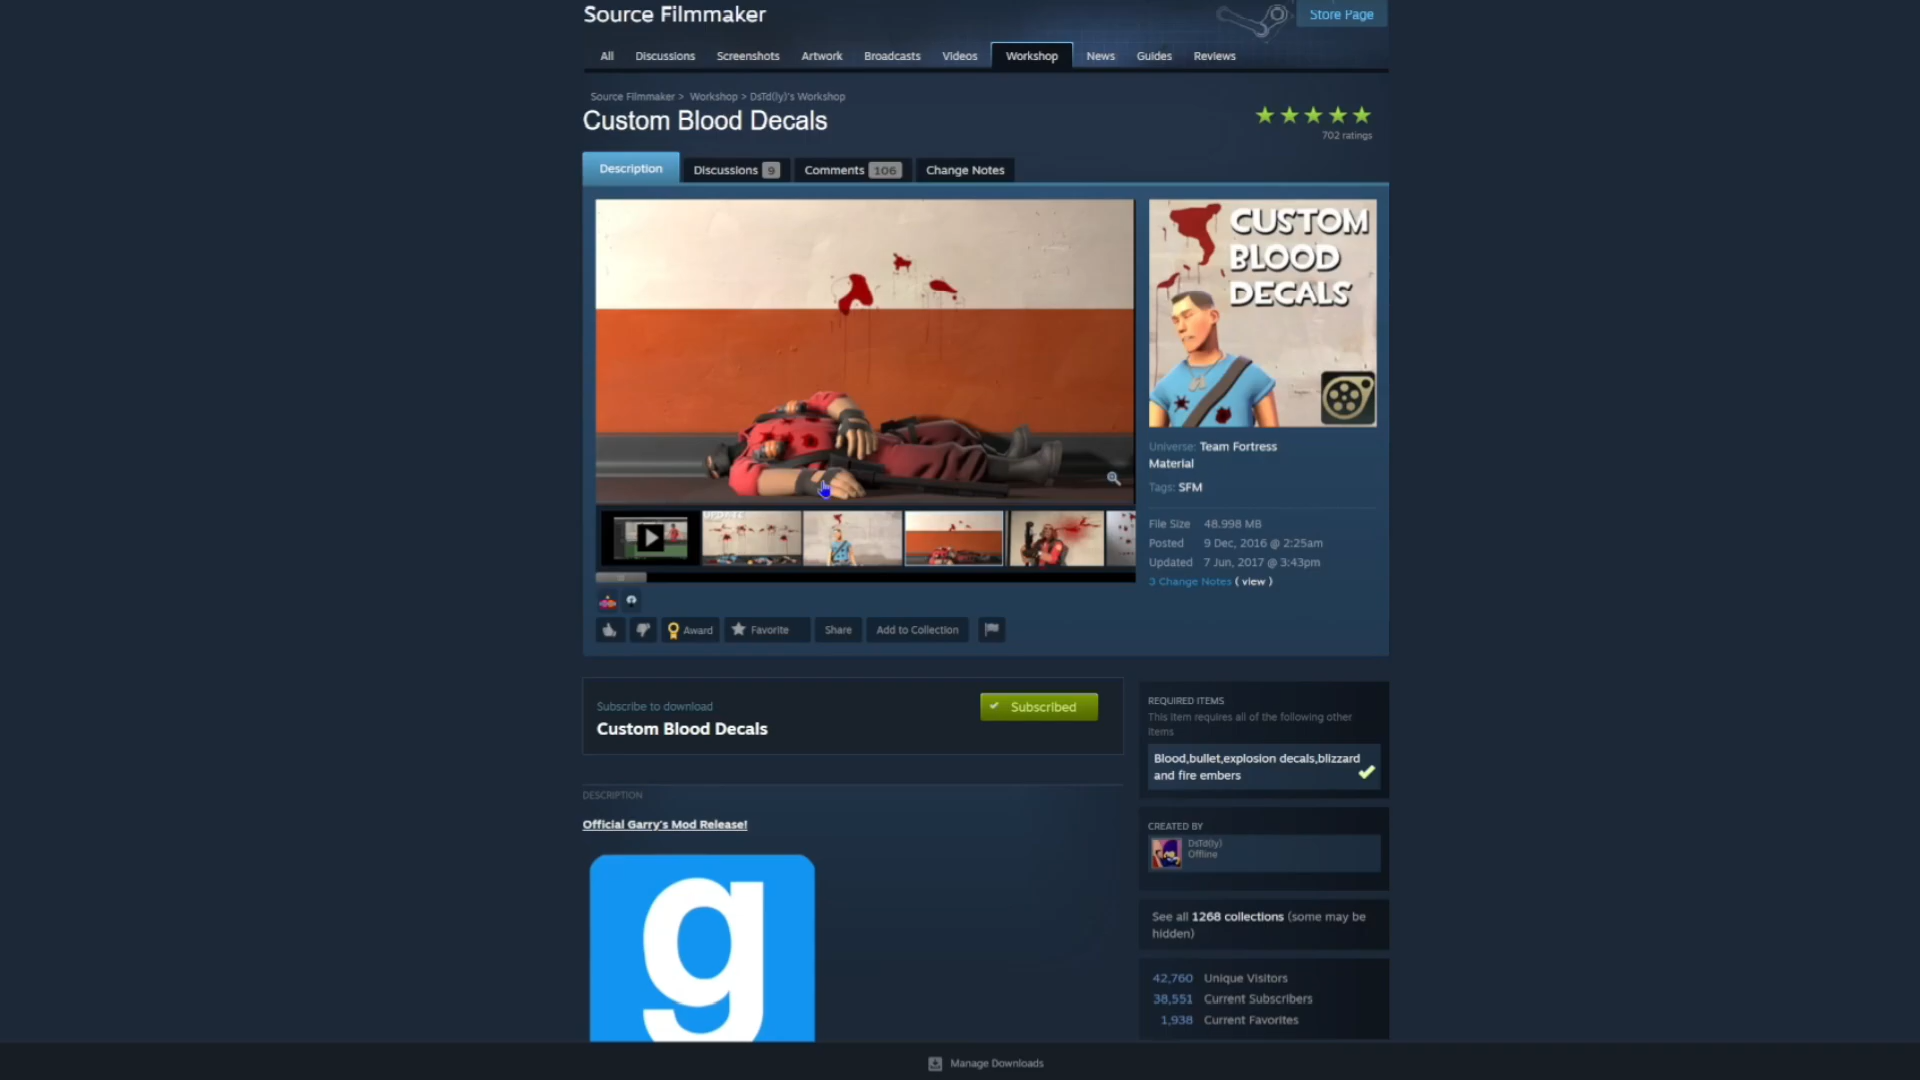 Source Filmmaker
Store Page
All Discussions Screenshots Artwork Broadcasts Videos Workshop News Guides Reviews
Source Filmmaker > Workshop > DsTd(ly)'s Workshop
Custom Blood Decals
702 ratings
Description Discussions 9 Comments 106 Change Notes
CUSTOM
BLOOD
DECALS
Universe: Team Fortress
Material
Tags: SFM
File Size 48.998 MB
Posted 9 Dec, 2016 @ 2:25am
Updated 7 Jun, 2017 @ 3:43pm
3 Change Notes ( view )
UPDATE
Award Favorite Share Add to Collection
Subscribe to download
Custom Blood Decals
Subscribed
REQUIRED ITEMS
This item requires all of the following other
items
Blood,bullet,explosion decals,blizzard
and fire embers
DESCRIPTION
Official Garry's Mod Release!
g
CREATED BY
DsTd(ly)
Offline
See all 1268 collections (some may be
hidden)
42,760 Unique Visitors
38,551 Current Subscribers
1,938 Current Favorites
Manage Downloads